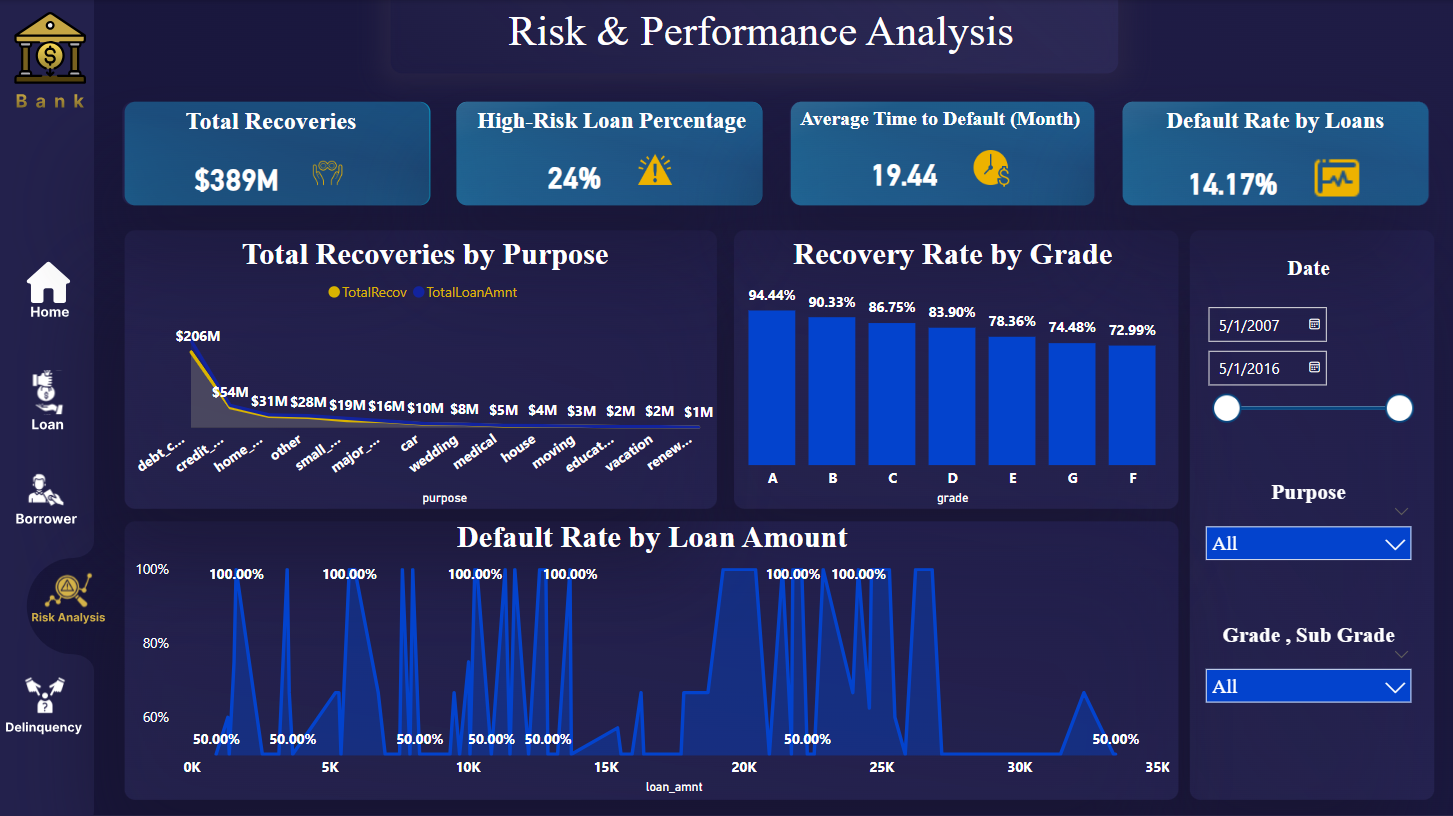 Risk & Performance Analysis
Bank
Home
Loan
Borrower
Risk Analysis
Delinquency
Total Recoveries
$389M
High-Risk Loan Percentage
24%
Average Time to Default (Month)
19.44
Default Rate by Loans
14.17%
Total Recoveries by Purpose
TotalRecov TotalLoanAmnt
$206M $54M $31M $28M $19M $16M $10M $8M $5M $4M $3M $2M $2M $1M
debt_c... credit_... home_... other small_... major_... car wedding medical house moving educat... vacation renew...
purpose
Recovery Rate by Grade
94.44% 90.33% 86.75% 83.90% 78.36% 74.48% 72.99%
A B C D E G F
grade
Default Rate by Loan Amount
100% 100.00% 100.00% 100.00% 100.00% 100.00% 100.00%
80%
60%
50.00% 50.00% 50.00% 50.00% 50.00% 50.00% 50.00%
0K 5K 10K 15K 20K 25K 30K 35K
loan_amnt
Date
5/1/2007
5/1/2016
Purpose
All
Grade , Sub Grade
All